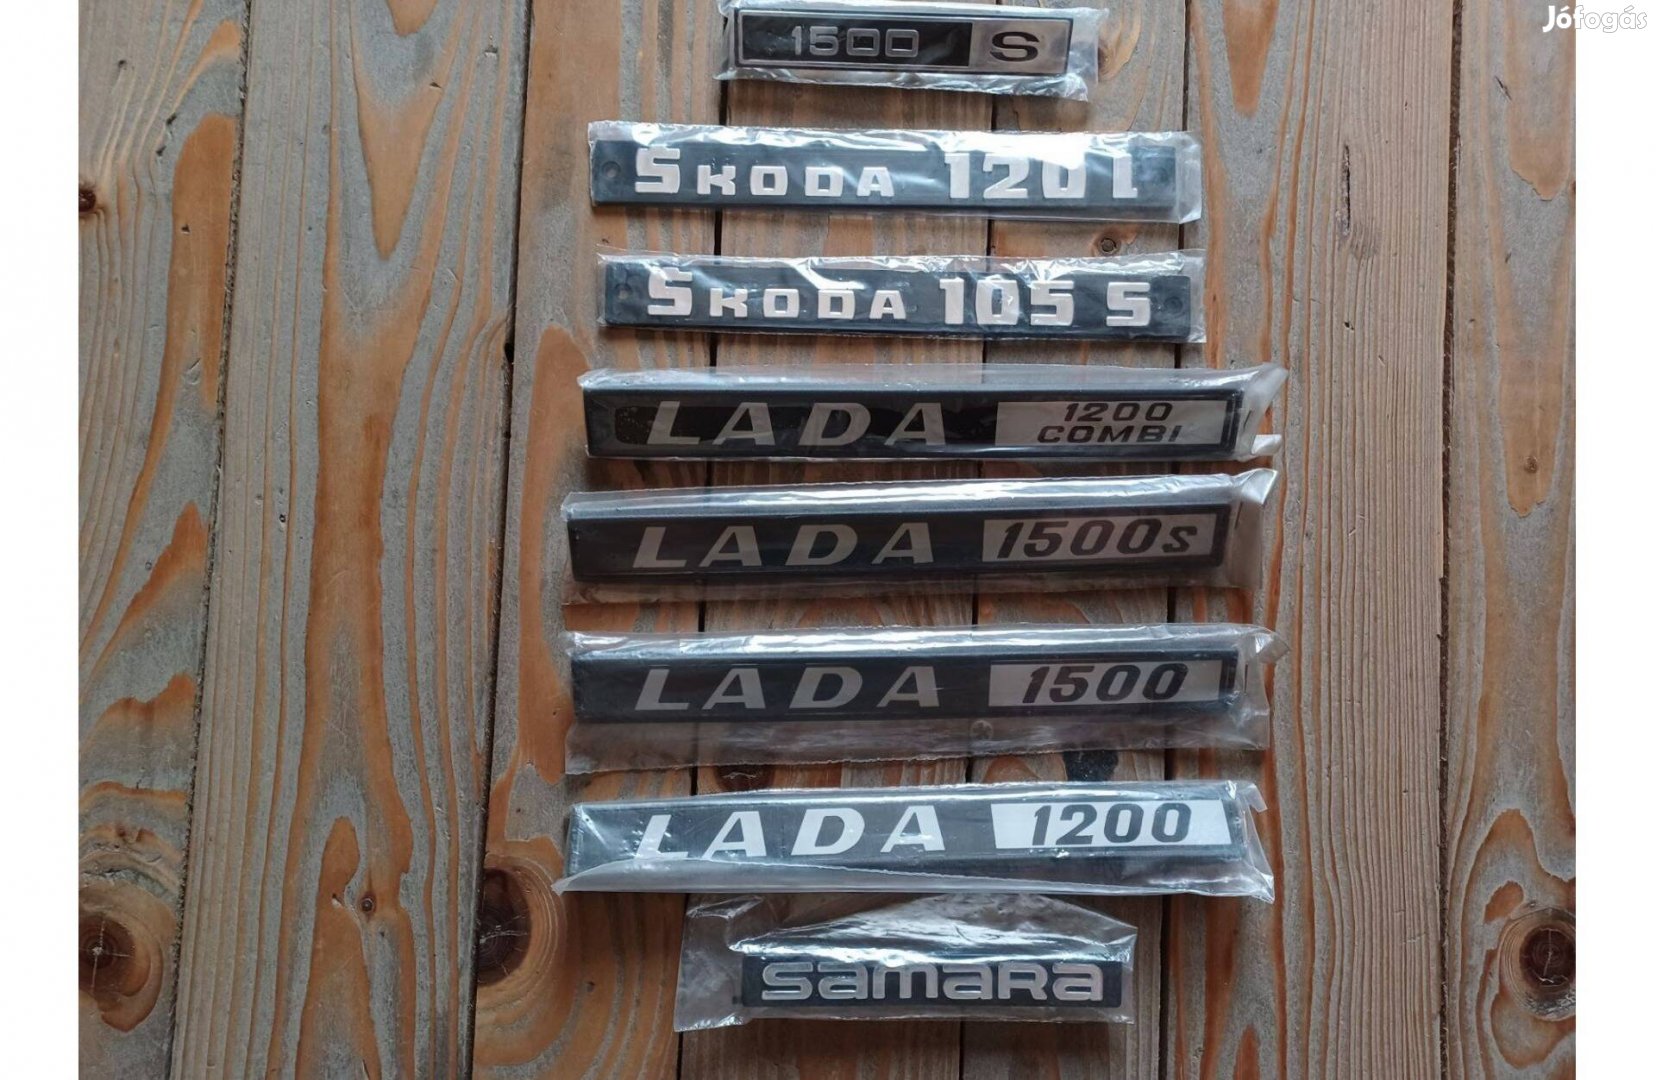 Jófogás
1500 S
ŠKODA 120 L
ŠKODA 105 S
LADA 1200
COMBI
LADA 1500s
LADA 1500
LADA 1200
samara